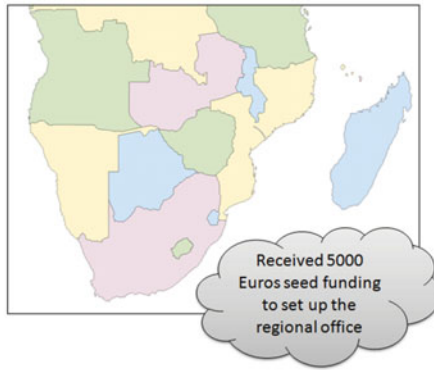 Received 5000
Euros seed funding
to set up the
regional office